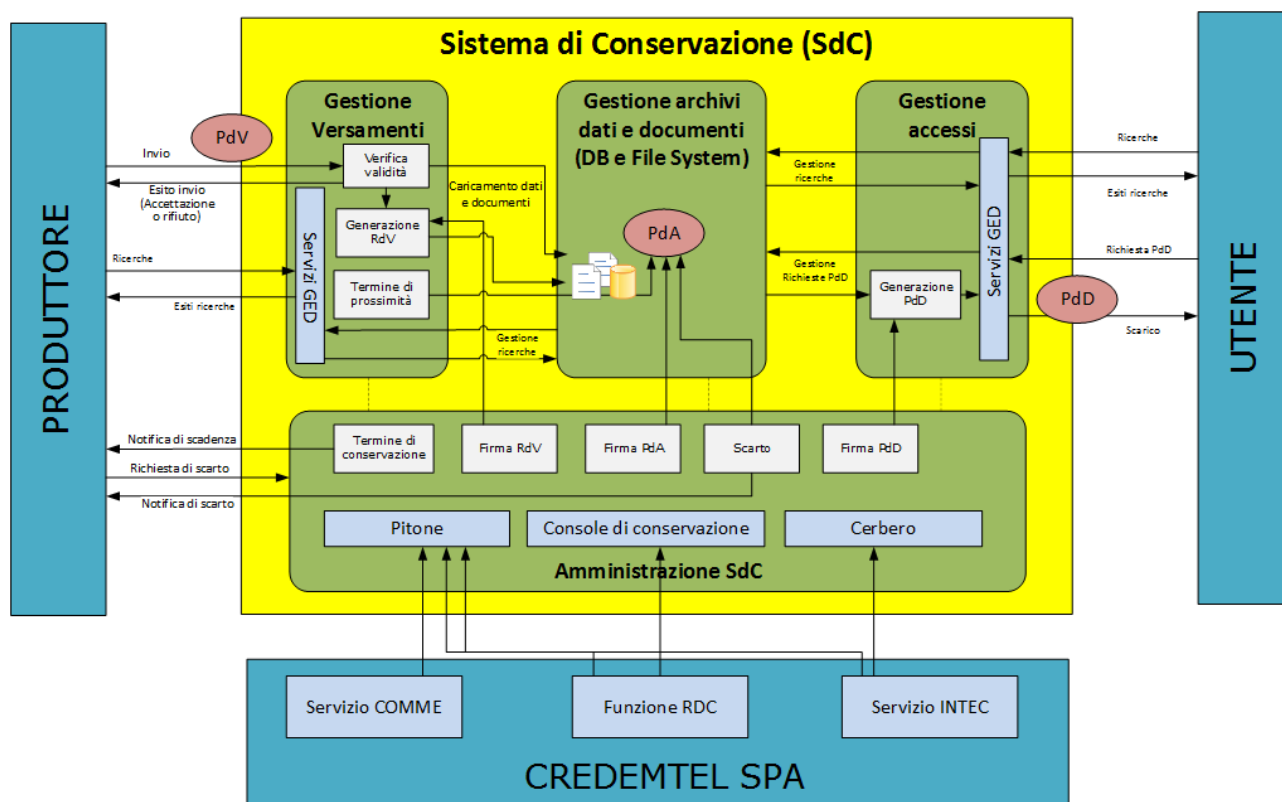 Sistema di Conservazione (SdC)
PRODUTTORE
UTENTE
Gestione
Versamenti
Gestione archivi
dati e documenti
(DB e File System)
Gestione
accessi
PdV
Invio
Esito invio
(Accettazione
o rifiuto)
Ricerche
Esiti ricerche
Verifica
validità
Generazione
RdV
Termine di
prossimità
Servizi GED
Caricamento dati
e documenti
Gestione
ricerche
PdA
Gestione
ricerche
Gestione
Richieste PdD
Generazione
PdD
Servizi GED
Ricerche
Esiti ricerche
Richiesta PdD
PdD
Scarico
Notifica di scadenza
Richiesta di scarto
Notifica di scarto
Termine di
conservazione
Firma RdV
Firma PdA
Scarto
Firma PdD
Pitone
Console di conservazione
Cerbero
Amministrazione SdC
Servizio COMME
Funzione RDC
Servizio INTEC
CREDEMTEL SPA